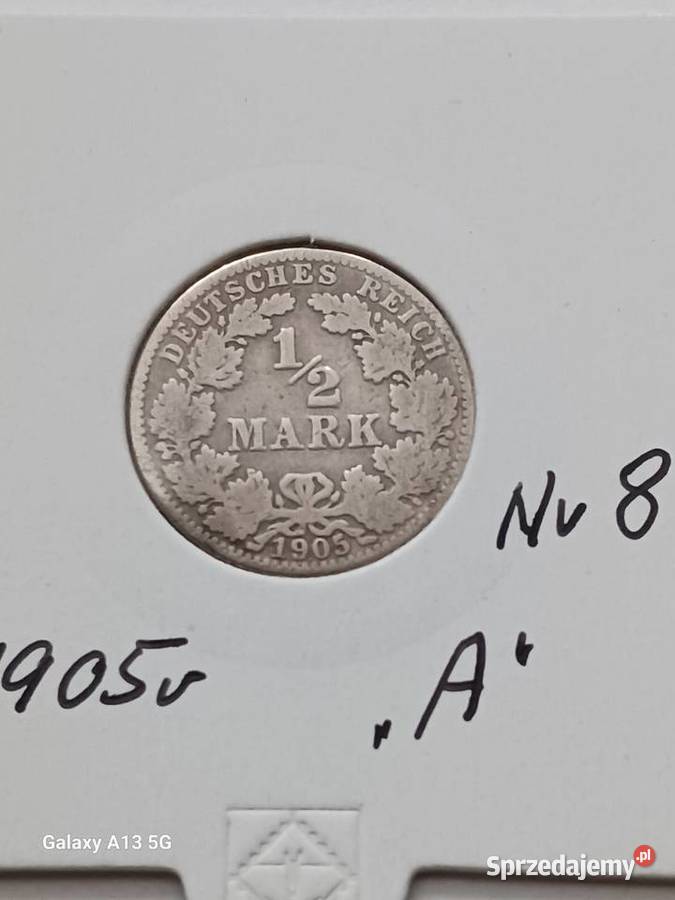 DEUTSCHES REICH
1/2
MARK
1905
Nr 8
1905r
„A"
Galaxy A13 5G
Sprzedajemy.pl